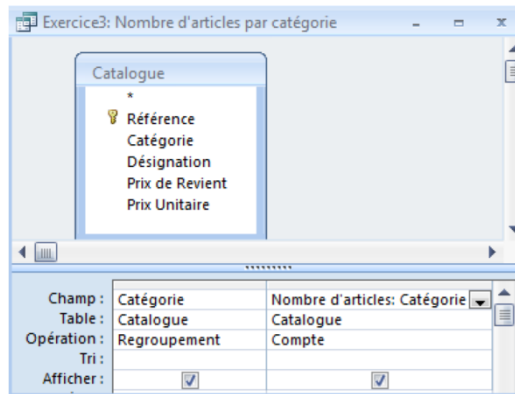 Exercice3: Nombre d'articles par catégorie
Catalogue
*
Référence
Catégorie
Désignation
Prix de Revient
Prix Unitaire
Champ : Catégorie Nombre d'articles: Catégorie
Table : Catalogue Catalogue
Opération : Regroupement Compte
Tri :
Afficher :